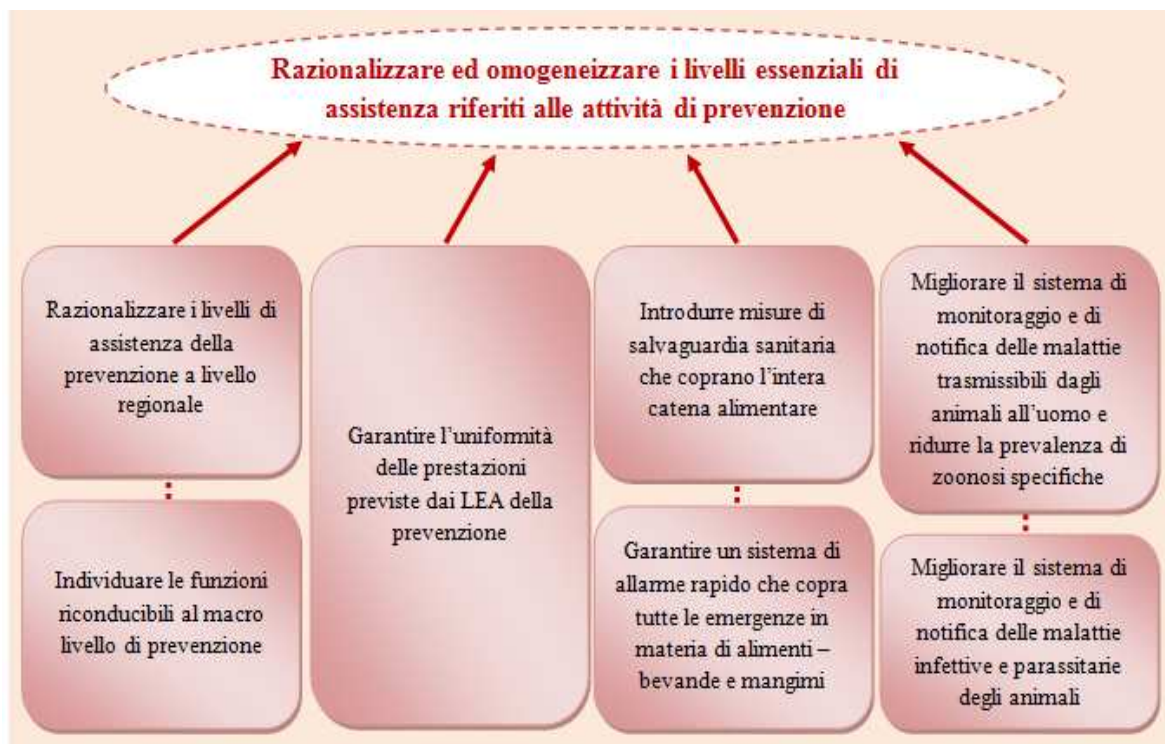 Razionalizzare ed omogeneizzare i livelli essenziali di
assistenza riferiti alle attività di prevenzione
Razionalizzare i livelli di
assistenza della
prevenzione a livello
regionale
Individuare le funzioni
riconducibili al macro
livello di prevenzione
Garantire l’uniformità
delle prestazioni
previste dai LEA della
prevenzione
Introdurre misure di
salvaguardia sanitaria
che coprano l’intera
catena alimentare
Garantire un sistema di
allarme rapido che copra
tutte le emergenze in
materia di alimenti –
bevande e mangimi
Migliorare il sistema di
monitoraggio e di
notifica delle malattie
trasmissibili dagli
animali all’uomo e
ridurre la prevalenza di
zoonosi specifiche
Migliorare il sistema di
monitoraggio e di
notifica delle malattie
infettive e parassitarie
degli animali